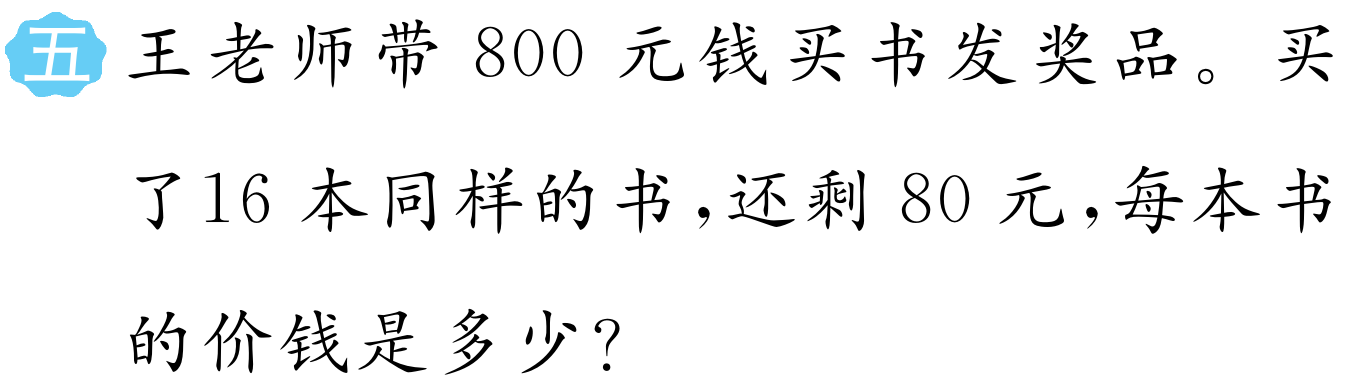 五 王老师带 800 元钱买书发奖品。买
了16 本同样的书,还剩 80 元,每本书
的价钱是多少?